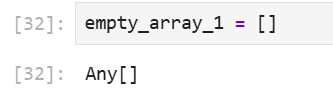 [32]: empty_array_1 = []
[32]: Any[]